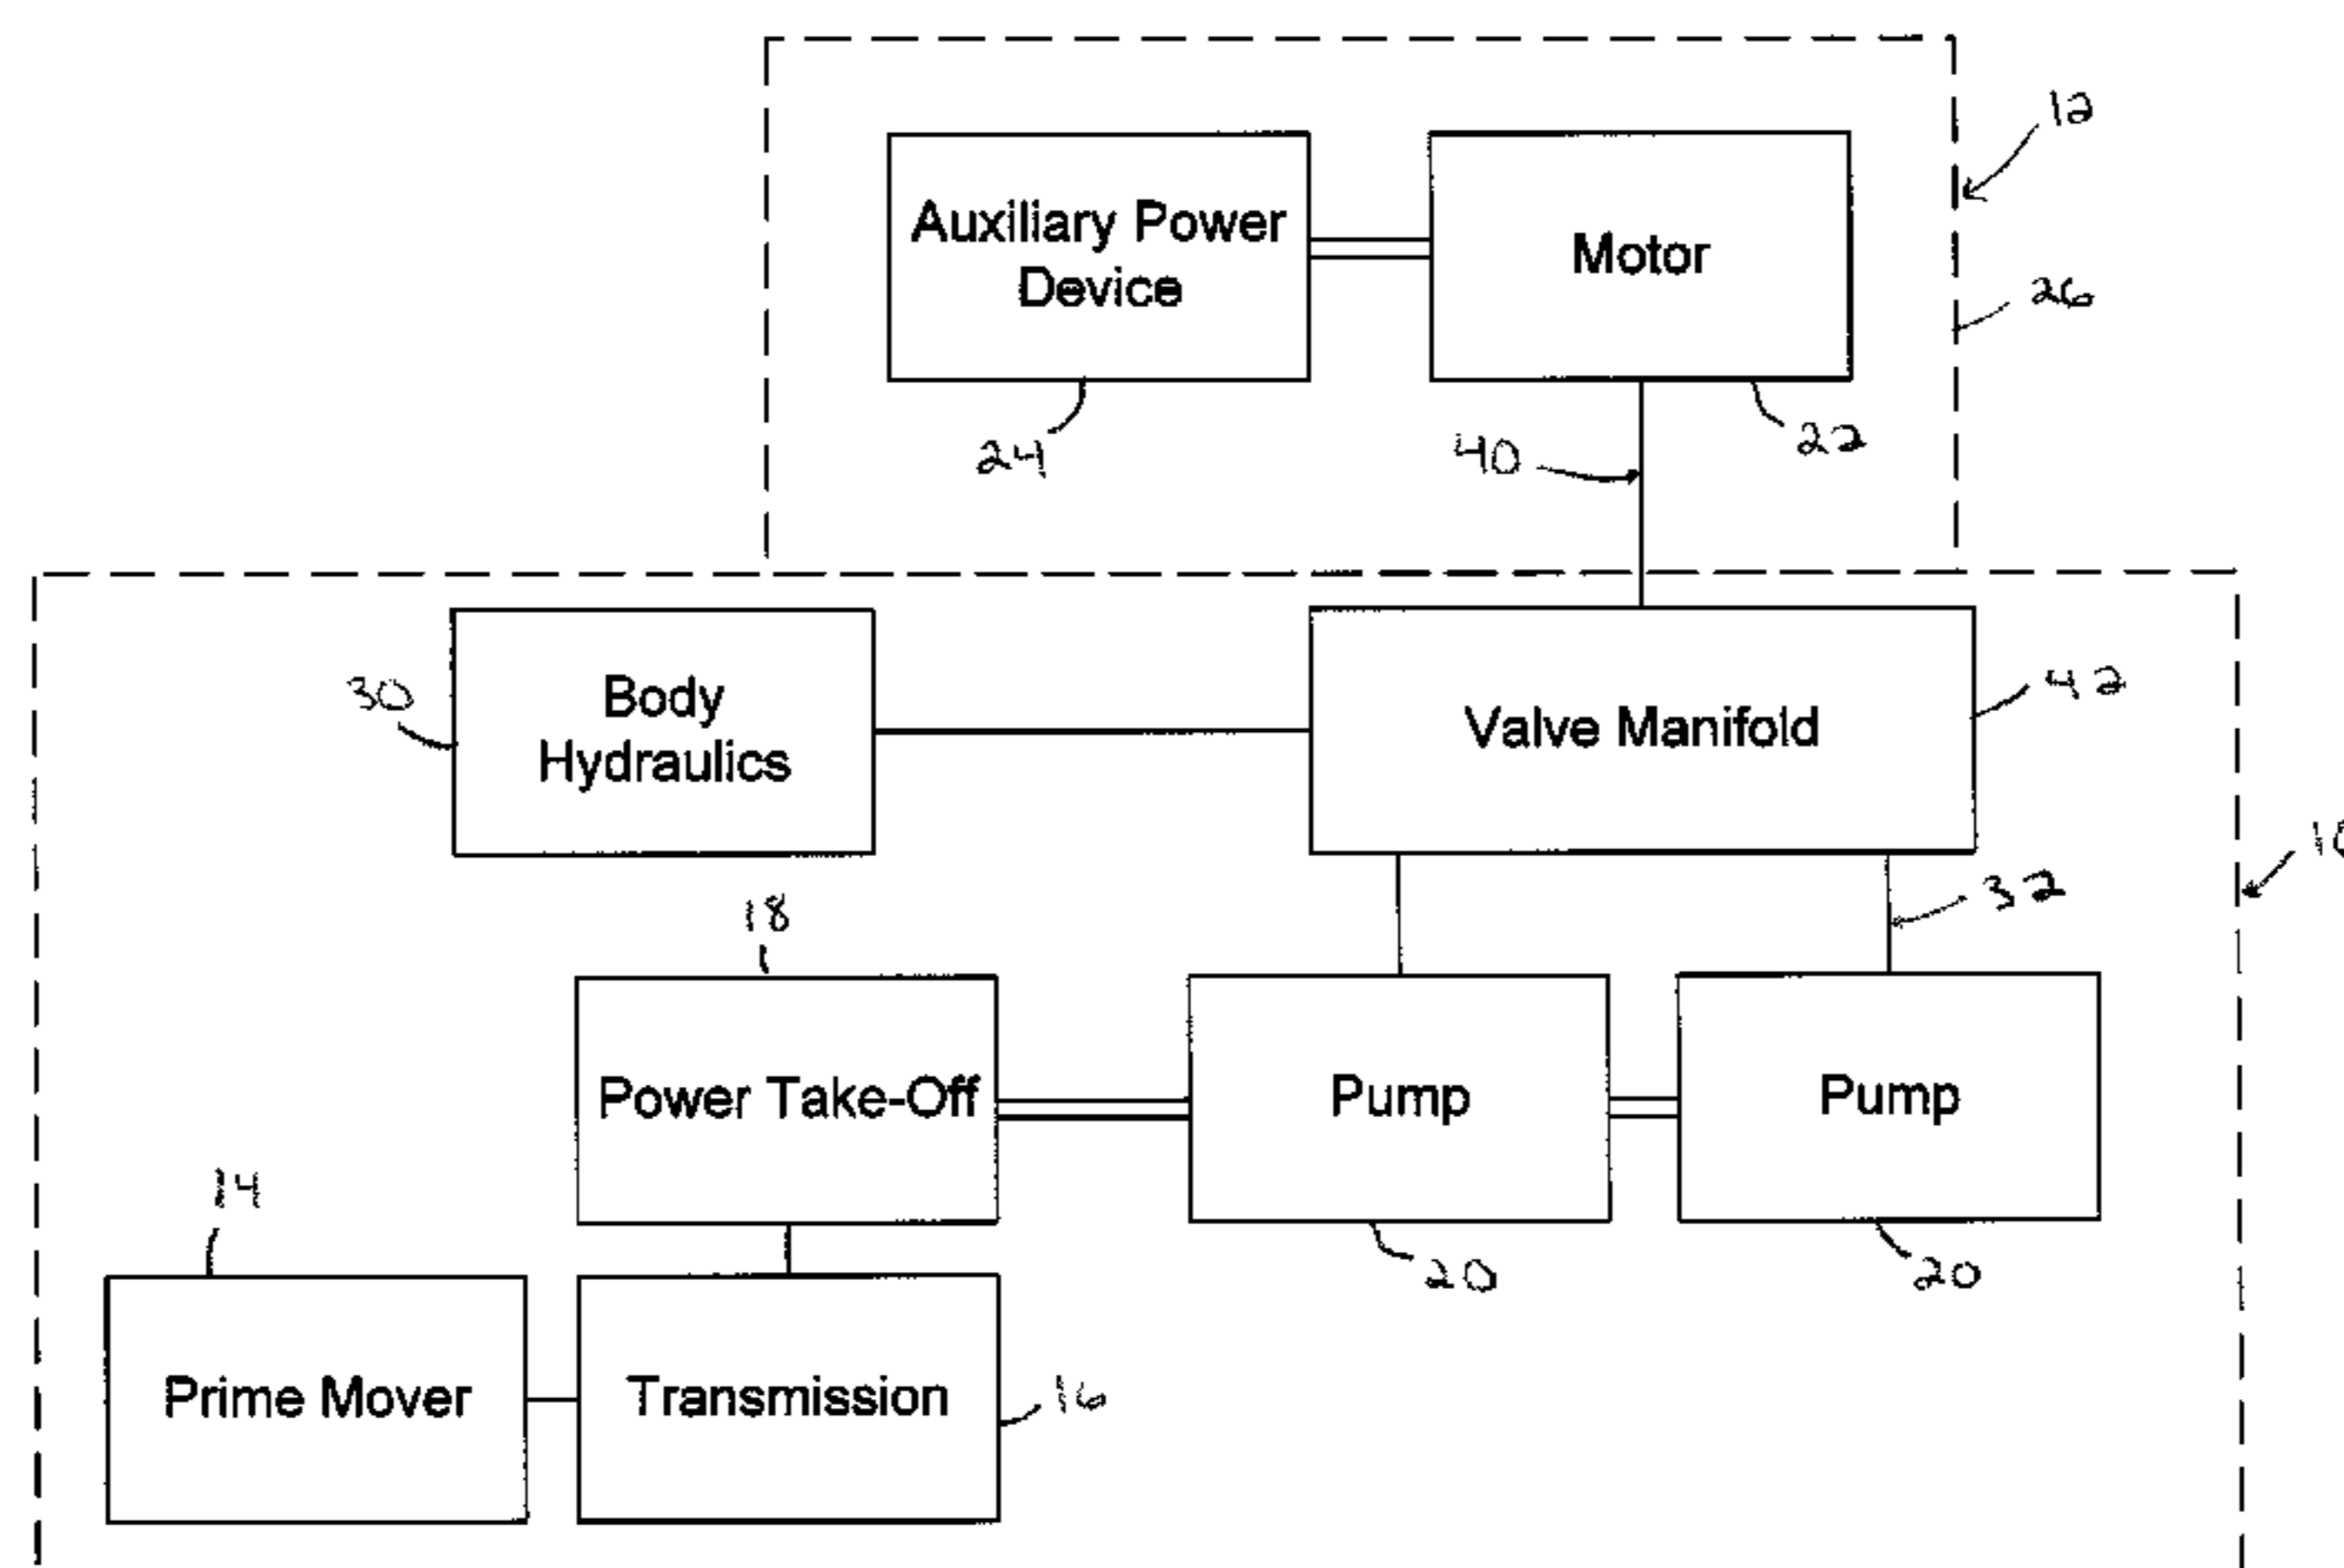 12
Auxiliary Power
Device
Motor
26
24
40
22
30
Body
Hydraulics
Valve Manifold
42
10
18
32
Power Take-Off
Pump
Pump
14
20
20
Prime Mover
Transmission
16